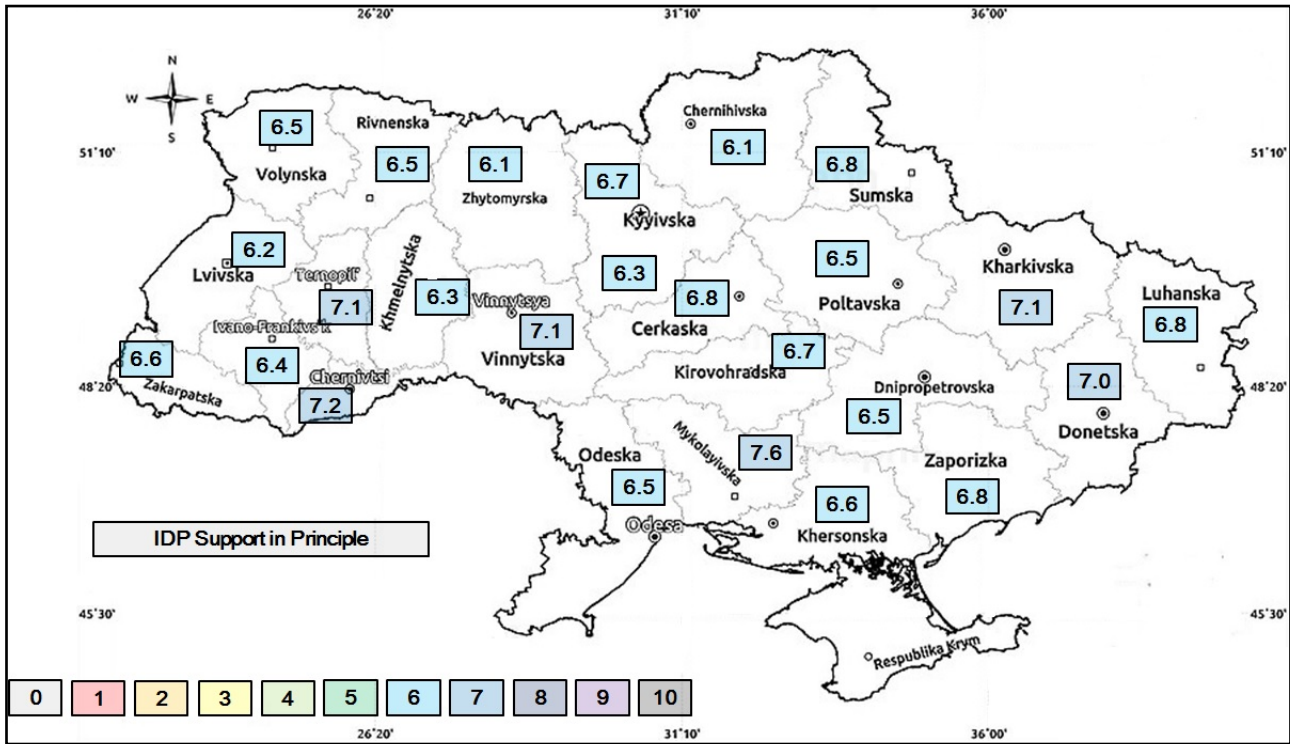 26°20' 31°10' 36°00'
N
W E
S
Chernihivska
Rivnenska
6.5
51°10' 51°10'
6.5 6.1 6.1 6.8
Volynska
6.7
Zhytomyrska
Sumska
Kyyivska
6.2
Lvivska
Khmelnytska
6.5
Kharkivska
Ternopil'
6.3
6.3
6.8
Poltavska
Luhanska
7.1
Vinnytsya
7.1
6.8
Ivano-Frankivs'k
Cerkaska
7.1
Vinnytska
6.7
6.6
6.4
Kirovohradska
Chernivtsi
Dnipropetrovska
7.0
Zakarpatska
48°20' 48°20'
7.2
6.5
Donetska
Mykolayivska
Odeska
7.6
Zaporizka
6.5
6.6
6.8
Odesa
Khersonska
IDP Support in Principle
45°30' 45°30'
Respublika Krym
0 1 2 3 4 5 6 7 8 9 10
26°20' 31°10' 36°00'